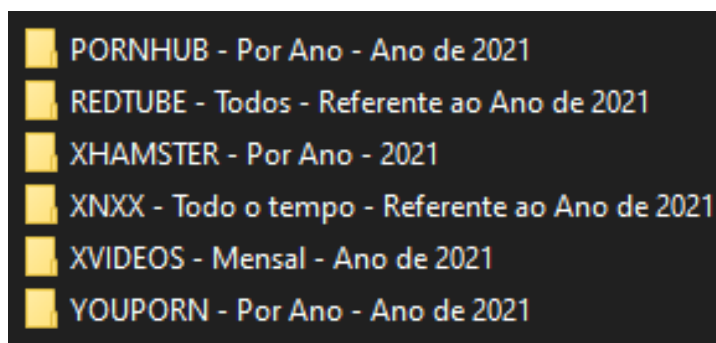 PORNHUB - Por Ano - Ano de 2021
REDTUBE - Todos - Referente ao Ano de 2021
XHAMSTER - Por Ano - 2021
XNXX - Todo o tempo - Referente ao Ano de 2021
XVIDEOS - Mensal - Ano de 2021
YOUPORN - Por Ano - Ano de 2021